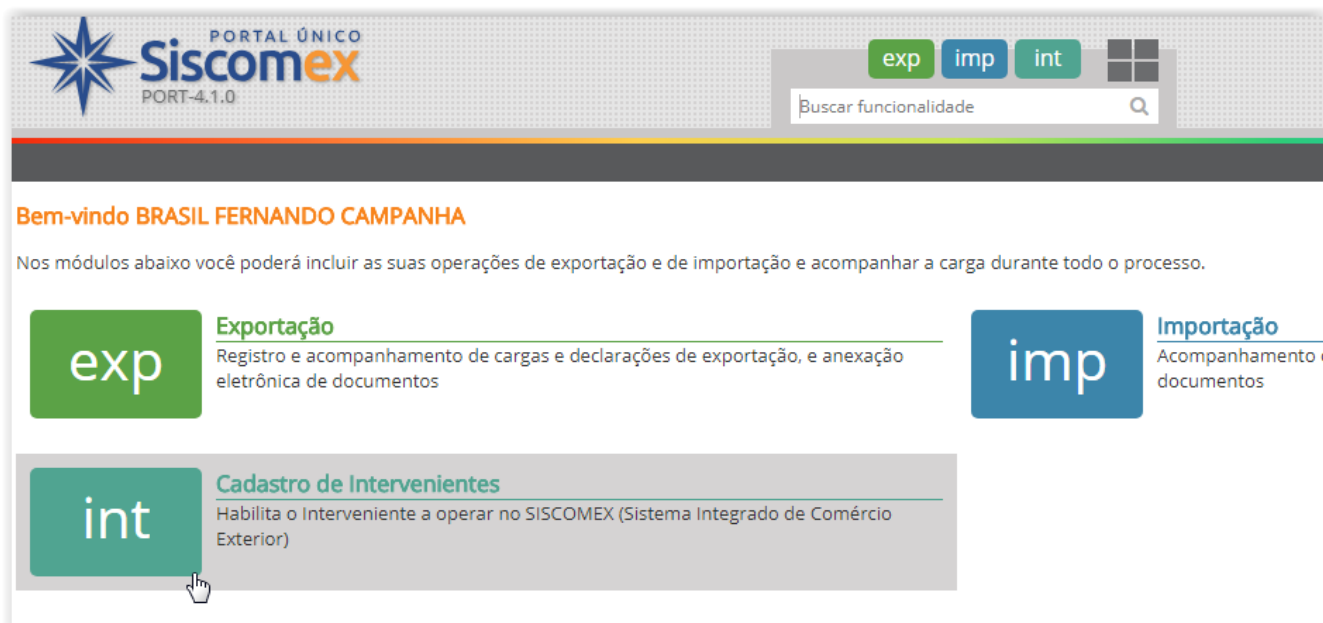 PORTAL ÚNICO
Siscomex
PORT-4.1.0
exp imp int
Buscar funcionalidade
Bem-vindo BRASIL FERNANDO CAMPANHA
Nos módulos abaixo você poderá incluir as suas operações de exportação e de importação e acompanhar a carga durante todo o processo.
exp
Exportação
Registro e acompanhamento de cargas e declarações de exportação, e anexação
eletrônica de documentos
imp
Importação
Acompanhamento
documentos
int
Cadastro de Intervenientes
Habilita o Interveniente a operar no SISCOMEX (Sistema Integrado de Comércio
Exterior)